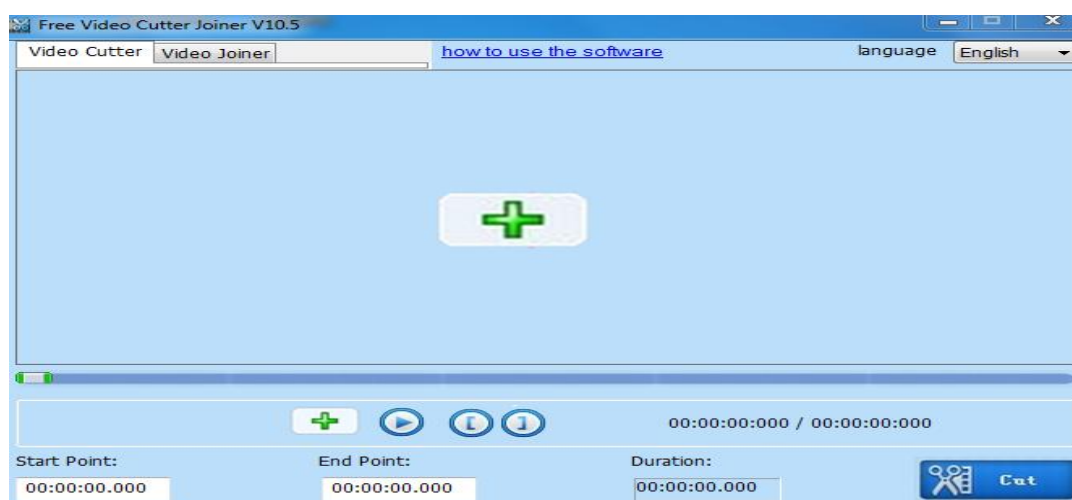 Free Video Cutter Joiner V10.5
Video Cutter Video Joiner how to use the software language English
00:00:00:000 / 00:00:00:000
Start Point: End Point: Duration:
00:00:00.000 00:00:00.000 00:00:00.000 Cut